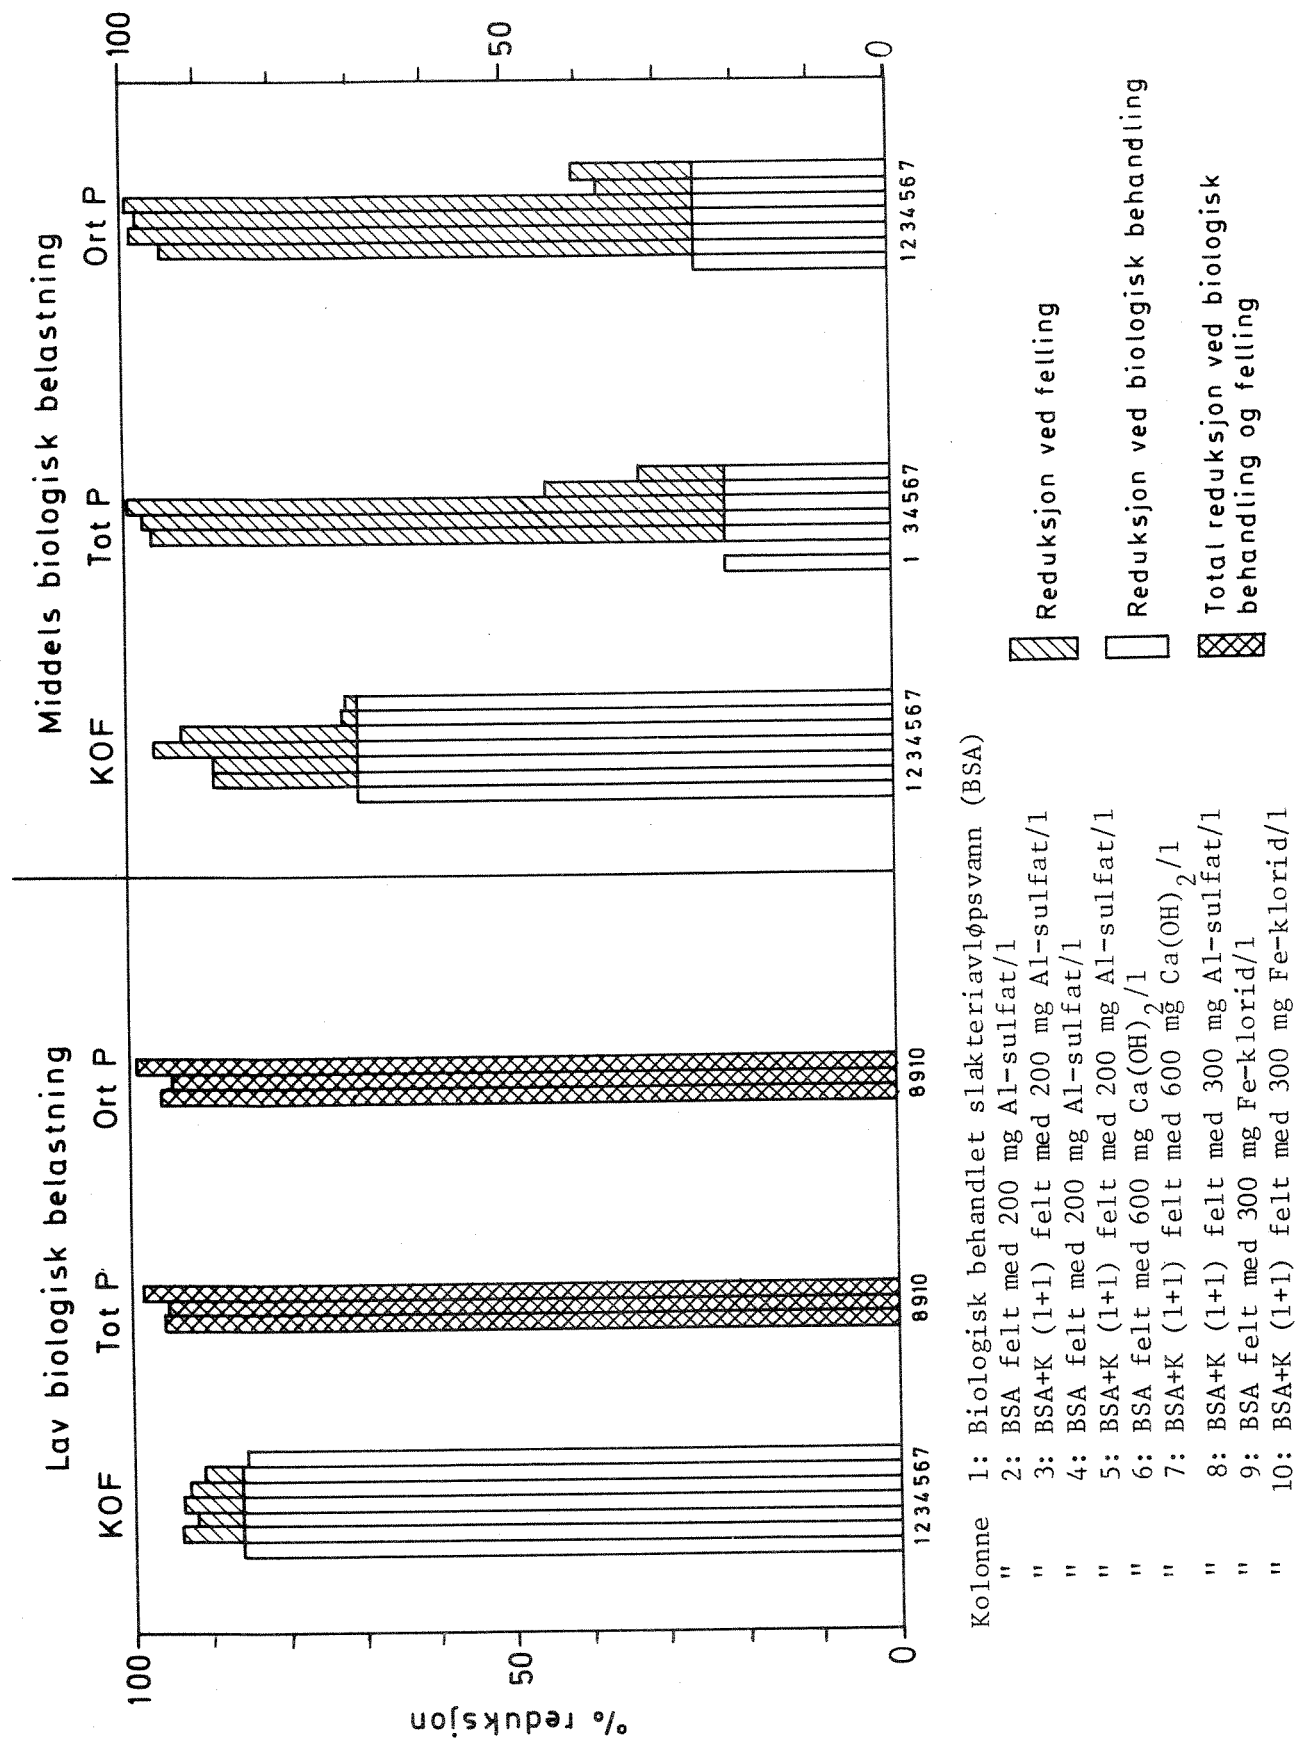 Lav biologisk belastning
Middels biologisk belastning
KOF
Tot P
Ort P
KOF
Tot P
Ort P
% reduksjon
100
50
0
100
50
0
1234567
8910
8910
1234567
1 34567
1234567
Kolonne 1: Biologisk behandlet slakteriavløpsvann (BSA)
" 2: BSA felt med 200 mg Al-sulfat/l
" 3: BSA+K (1+1) felt med 200 mg Al-sulfat/l
" 4: BSA felt med 200 mg Al-sulfat/l
" 5: BSA+K (1+1) felt med 200 mg Al-sulfat/l
" 6: BSA felt med 600 mg Ca(OH)2/l
" 7: BSA+K (1+1) felt med 600 mg Ca(OH)2/l
" 8: BSA+K (1+1) felt med 300 mg Al-sulfat/l
" 9: BSA felt med 300 mg Fe-klorid/l
" 10: BSA+K (1+1) felt med 300 mg Fe-klorid/l
Reduksjon ved felling
Reduksjon ved biologisk behandling
Total reduksjon ved biologisk
behandling og felling